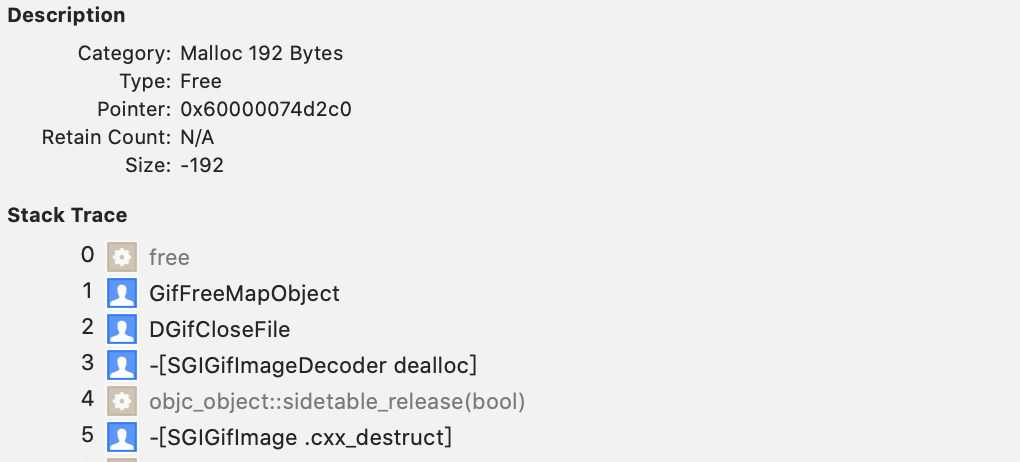 Description
Category: Malloc 192 Bytes
Type: Free
Pointer: 0x60000074d2c0
Retain Count: N/A
Size: -192
Stack Trace
0 free
1 GifFreeMapObject
2 DGifCloseFile
3 -[SGIGifImageDecoder dealloc]
4 objc_object::sidetable_release(bool)
5 -[SGIGifImage .cxx_destruct]